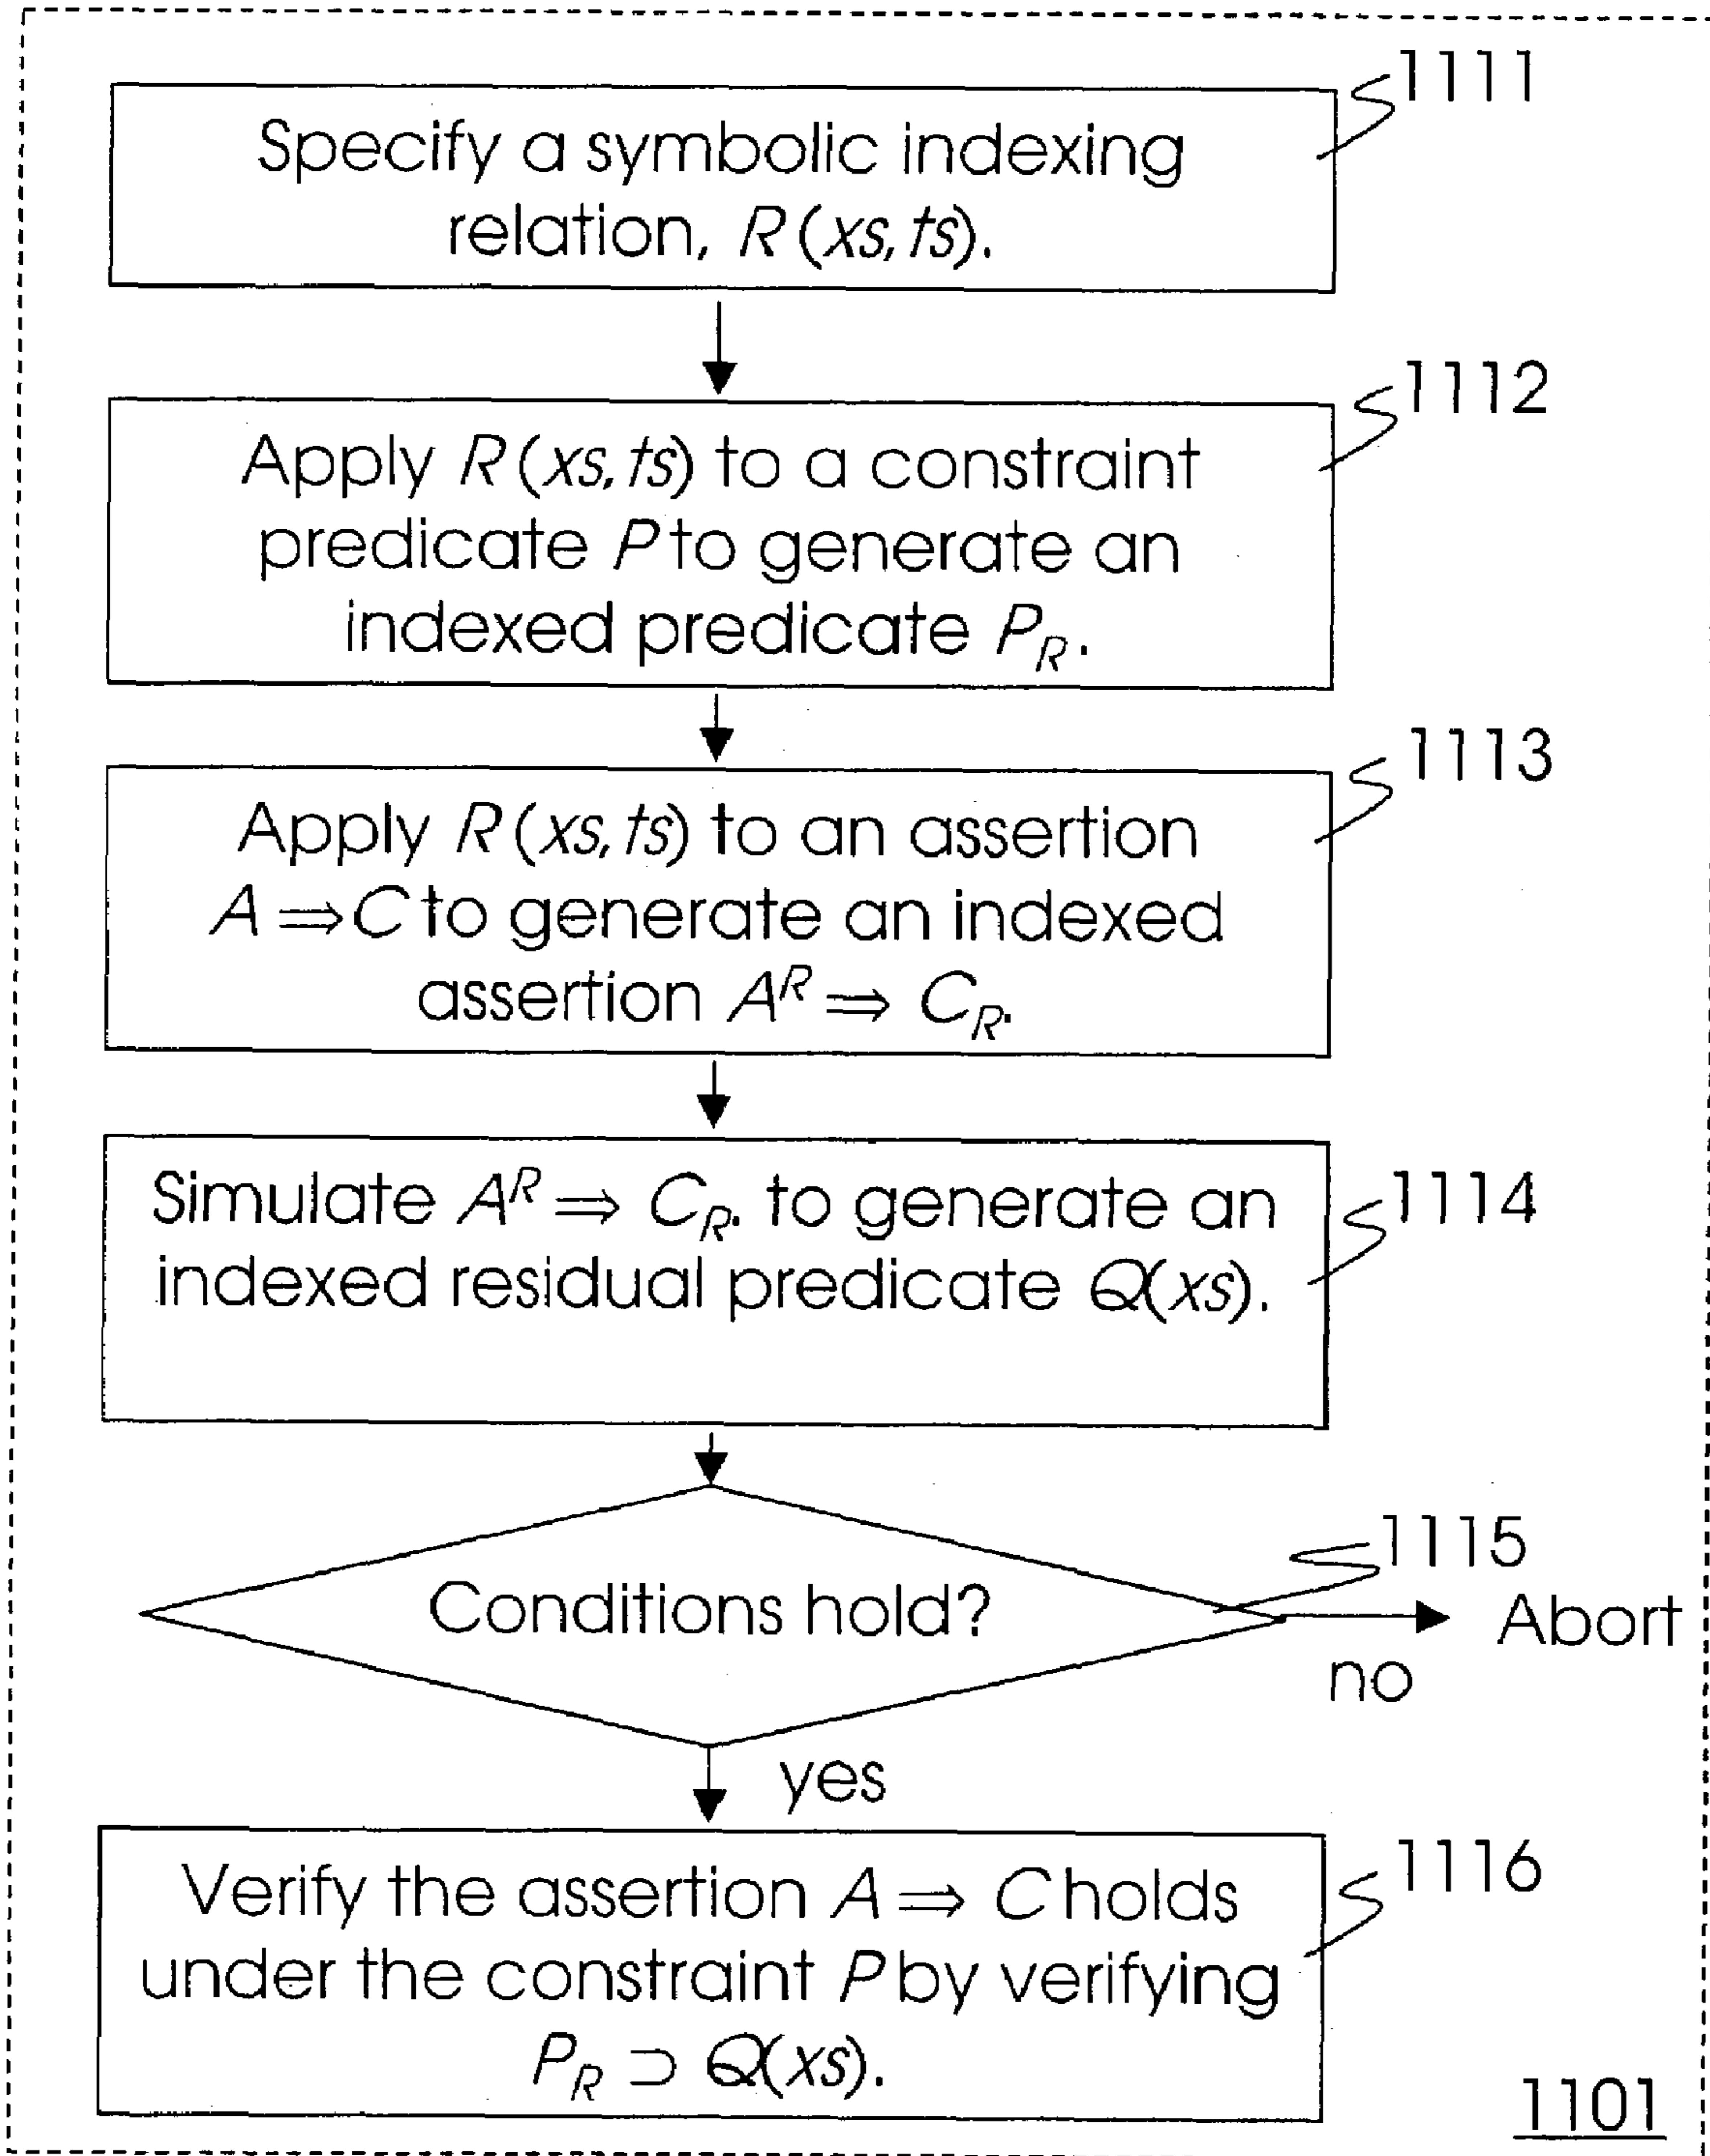 1111
Specify a symbolic indexing
relation, R(xs, ts).
1112
Apply R(xs, ts) to a constraint
predicate P to generate an
indexed predicate P_R.
1113
Apply R(xs, ts) to an assertion
A ⇒ C to generate an indexed
assertion A^R ⇒ C_R.
1114
Simulate A^R ⇒ C_R. to generate an
indexed residual predicate Q(xs).
1115
Conditions hold?
Abort
no
yes
1116
Verify the assertion A ⇒ C holds
under the constraint P by verifying
P_R ⊃ Q(xs).
1101